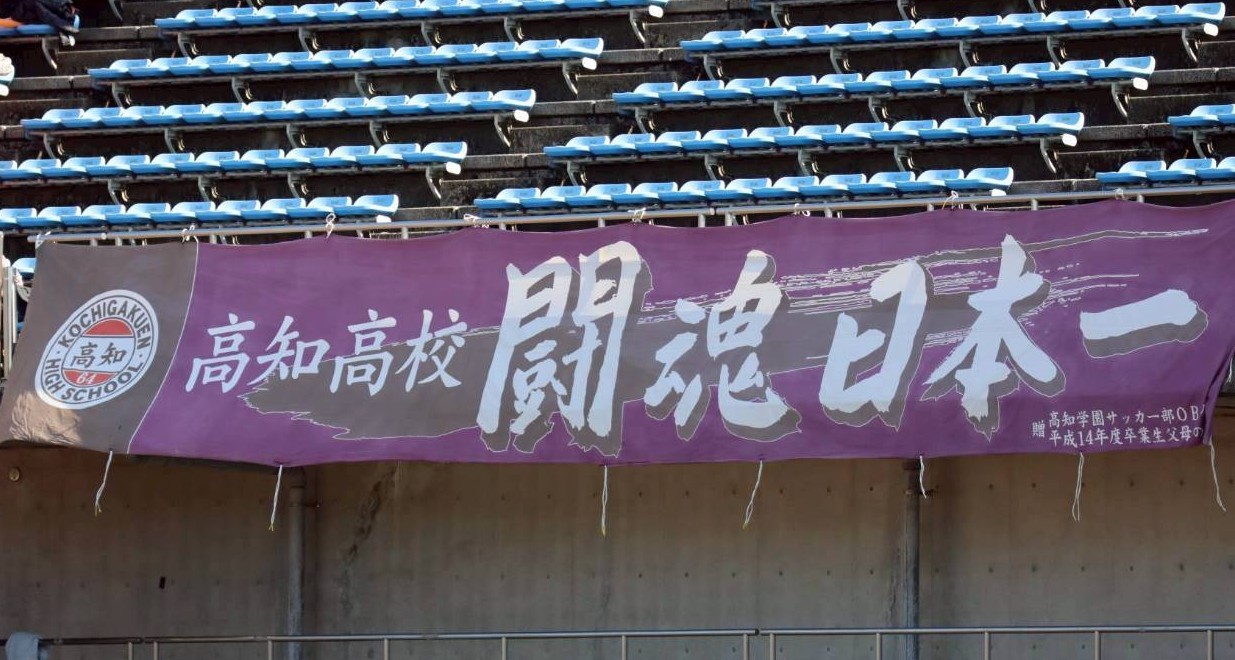 KOCHIGAKUEN
高知
64
HIGH SCHOOL
高知高校 闘魂 日本一
贈 高知学園サッカー部OB
平成14年度卒業生父母の